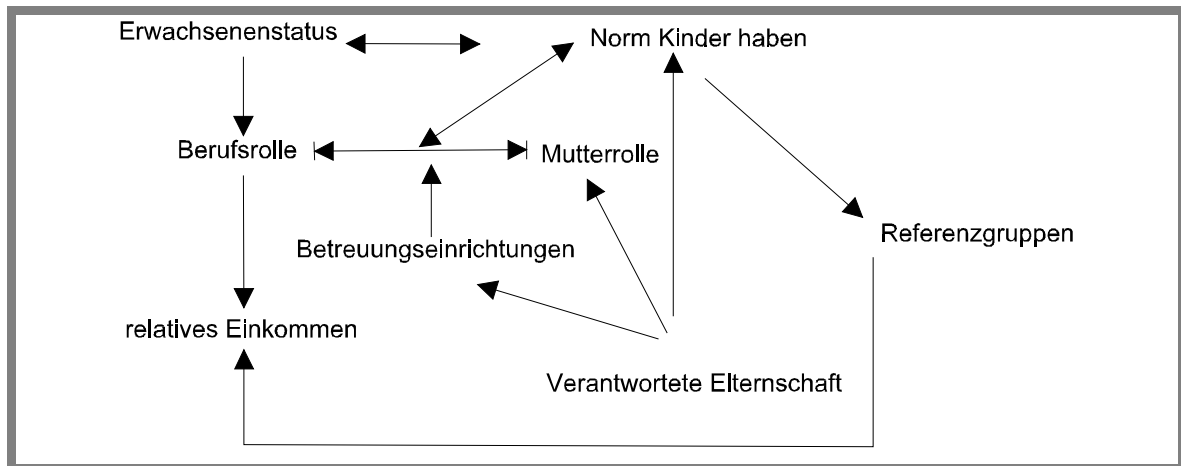 Erwachsenenstatus
Norm Kinder haben
Berufsrolle
Mutterrolle
Referenzgruppen
Betreuungseinrichtungen
relatives Einkommen
Verantwortete Elternschaft